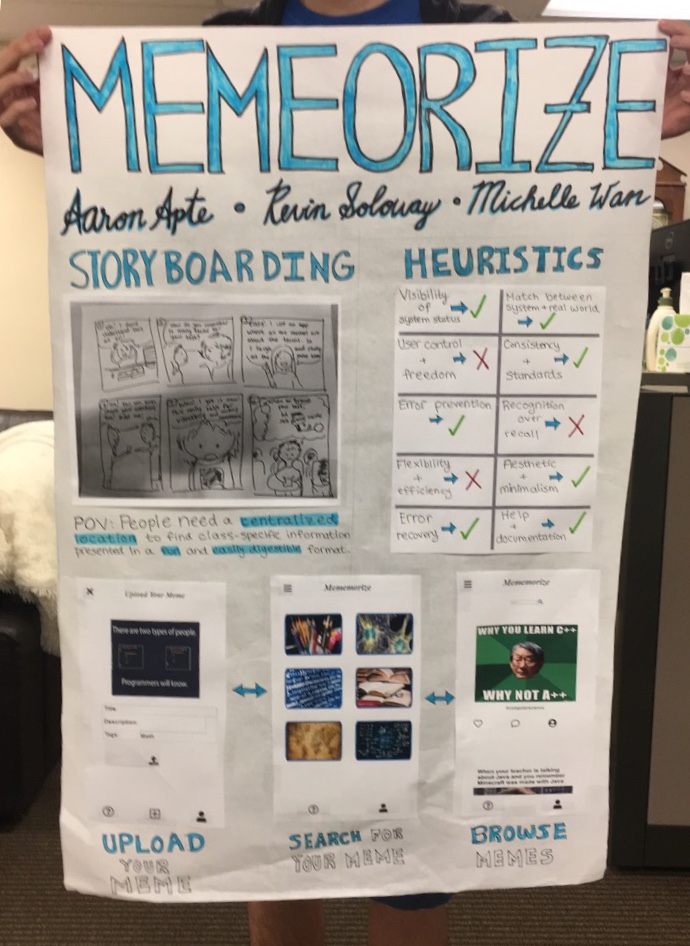 MEMEORIZE
Aaron Apte • Kevin Soloway • Michelle Wan
STORYBOARDING
POV: People need a centralized
location to find class-specific information
presented in a fun and easily digestible format.
HEURISTICS
Visibility
of
system status
Match between
system + real world
User control
+
freedom
Consistency
+
standards
Error prevention
Recognition
over
recall
Flexibility
+
efficiency
Aesthetic
+
minimalism
Error
recovery
Help
+
documentation
Upload Your Meme
There are two types of people.
Programmers will know.
Title:
Description:
Tags:
Math
UPLOAD
YOUR
MEME
Mememorize
SEARCH FOR
YOUR MEME
Mememorize
WHY YOU LEARN C++
WHY NOT A++
When your teacher is talking
about Java and you remember
Minecraft was made with Java
BROWSE
MEMES